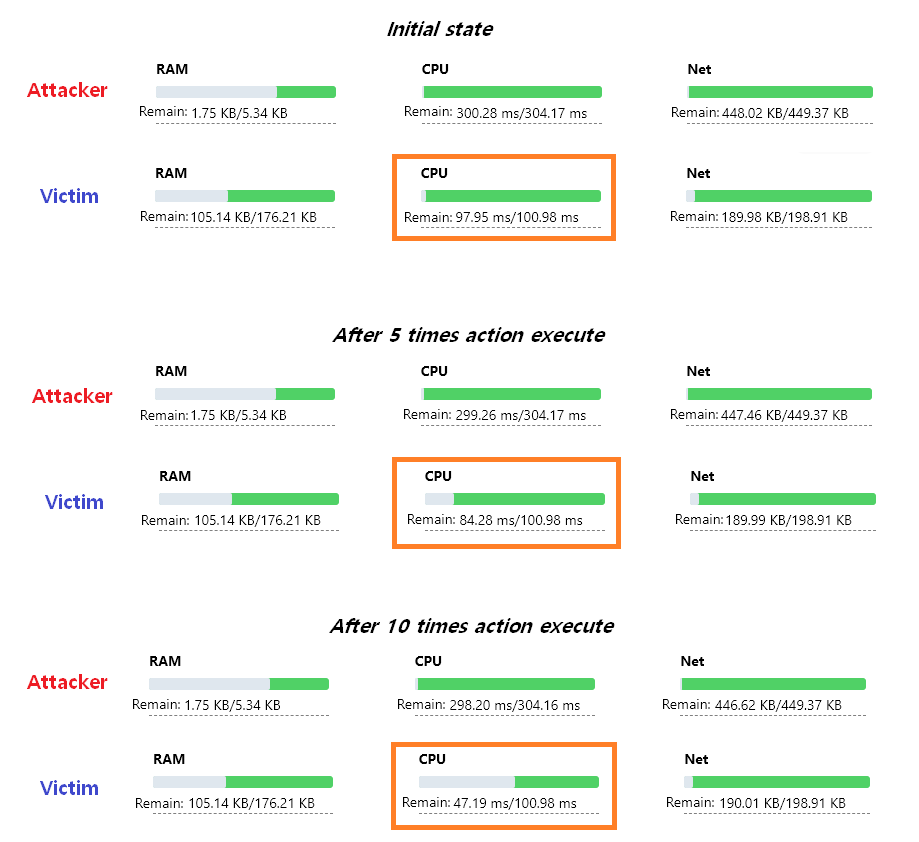 Initial state
RAM CPU Net
Attacker
Remain: 1.75 KB/5.34 KB Remain: 300.28 ms/304.17 ms Remain: 448.02 KB/449.37 KB
RAM CPU Net
Victim
Remain: 105.14 KB/176.21 KB Remain: 97.95 ms/100.98 ms Remain: 189.98 KB/198.91 KB
After 5 times action execute
RAM CPU Net
Attacker
Remain: 1.75 KB/5.34 KB Remain: 299.26 ms/304.17 ms Remain: 447.46 KB/449.37 KB
RAM CPU Net
Victim
Remain: 105.14 KB/176.21 KB Remain: 84.28 ms/100.98 ms Remain: 189.99 KB/198.91 KB
After 10 times action execute
RAM CPU Net
Attacker
Remain: 1.75 KB/5.34 KB Remain: 298.20 ms/304.16 ms Remain: 446.62 KB/449.37 KB
RAM CPU Net
Victim
Remain: 105.14 KB/176.21 KB Remain: 47.19 ms/100.98 ms Remain: 190.01 KB/198.91 KB